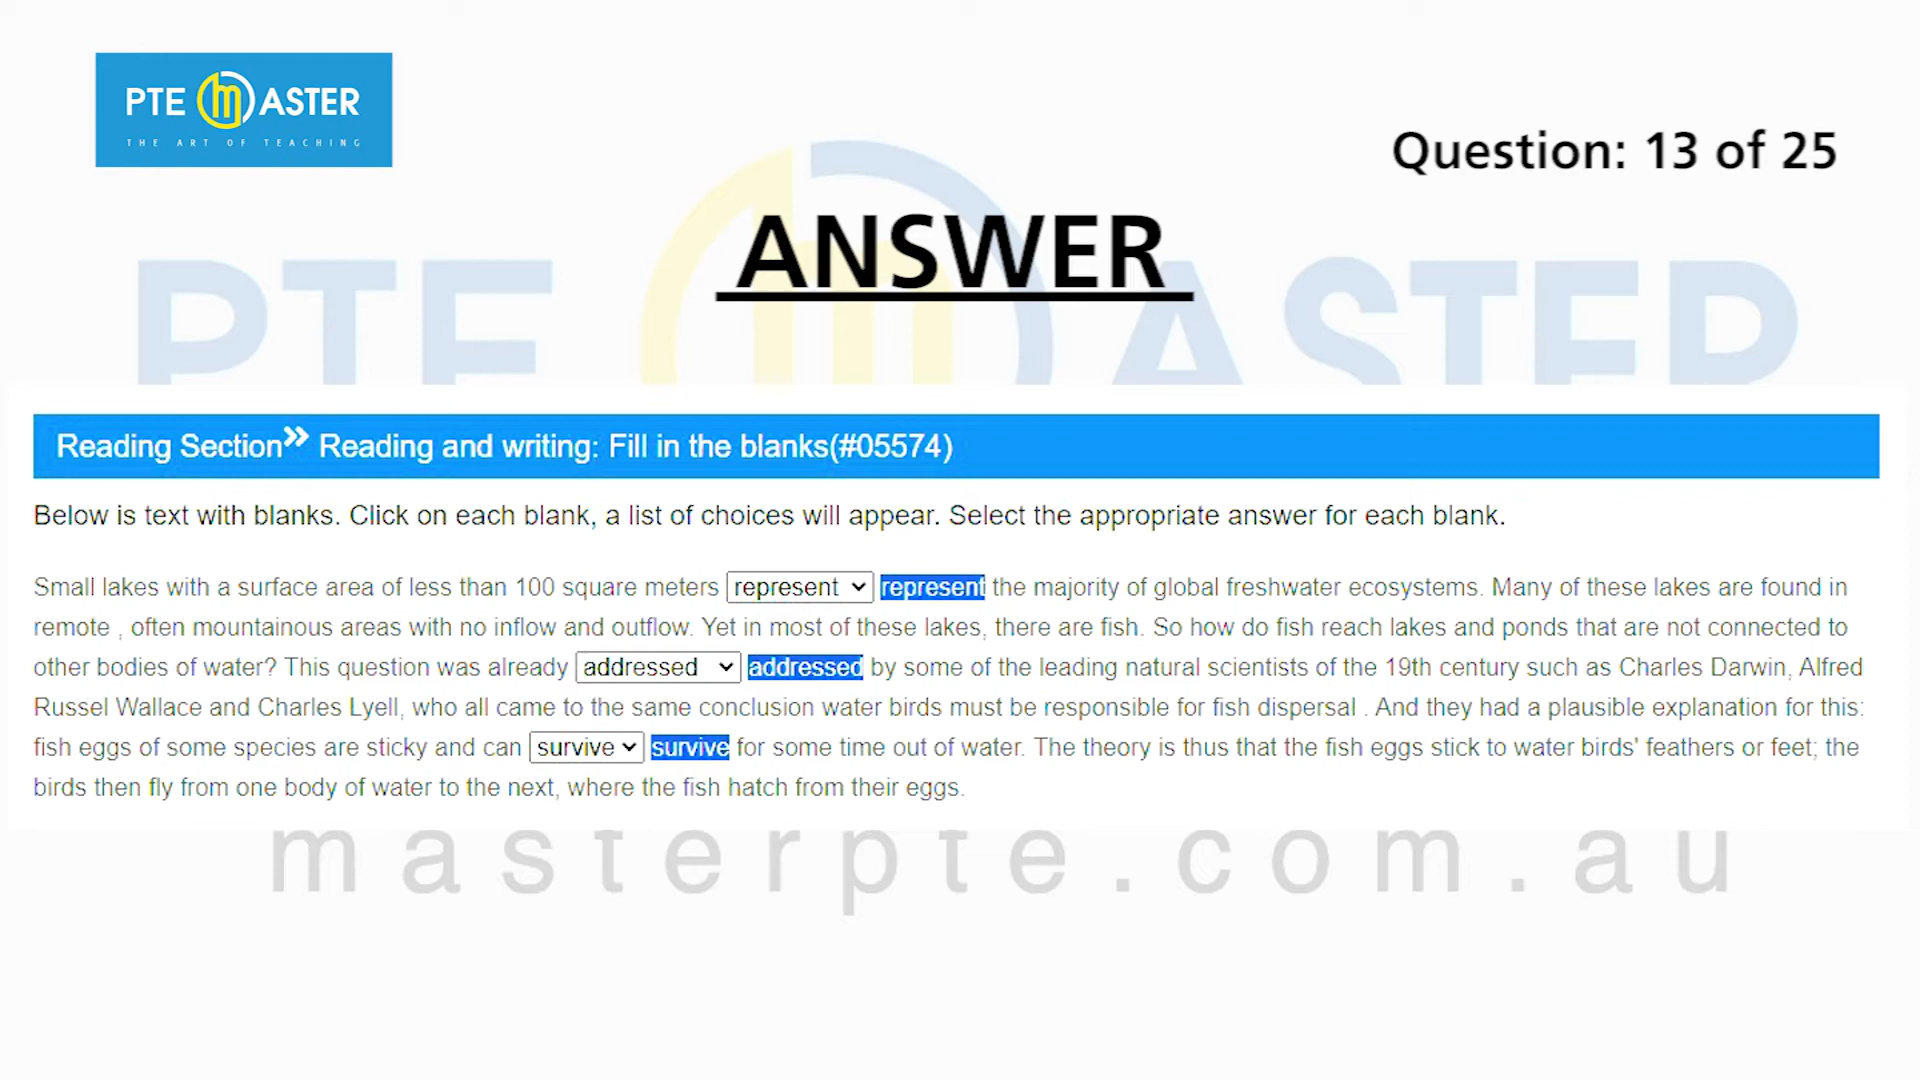 PTE MASTER
THE ART OF TEACHING
Question: 13 of 25
ANSWER
PTE MASTER
Reading Section» Reading and writing: Fill in the blanks(#05574)
Below is text with blanks. Click on each blank, a list of choices will appear. Select the appropriate answer for each blank.
Small lakes with a surface area of less than 100 square meters represent represent the majority of global freshwater ecosystems. Many of these lakes are found in
remote , often mountainous areas with no inflow and outflow. Yet in most of these lakes, there are fish. So how do fish reach lakes and ponds that are not connected to
other bodies of water? This question was already addressed addressed by some of the leading natural scientists of the 19th century such as Charles Darwin, Alfred
Russel Wallace and Charles Lyell, who all came to the same conclusion water birds must be responsible for fish dispersal . And they had a plausible explanation for this:
fish eggs of some species are sticky and can survive survive for some time out of water. The theory is thus that the fish eggs stick to water birds' feathers or feet; the
birds then fly from one body of water to the next, where the fish hatch from their eggs.
masterpte.com.au